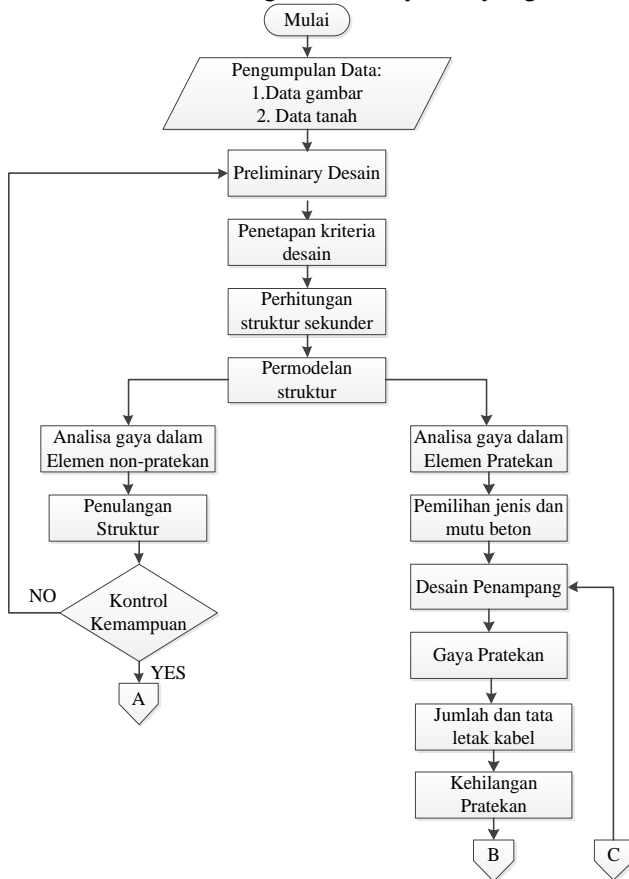 Mulai
Pengumpulan Data:
1.Data gambar
2. Data tanah
Preliminary Desain
Penetapan kriteria
desain
Perhitungan
struktur sekunder
Permodelan
struktur
Analisa gaya dalam
Elemen non-pratekan
Penulangan
Struktur
NO
Kontrol
Kemampuan
YES
A
Analisa gaya dalam
Elemen Pratekan
Pemilihan jenis dan
mutu beton
Desain Penampang
Gaya Pratekan
Jumlah dan tata
letak kabel
Kehilangan
Pratekan
B
C